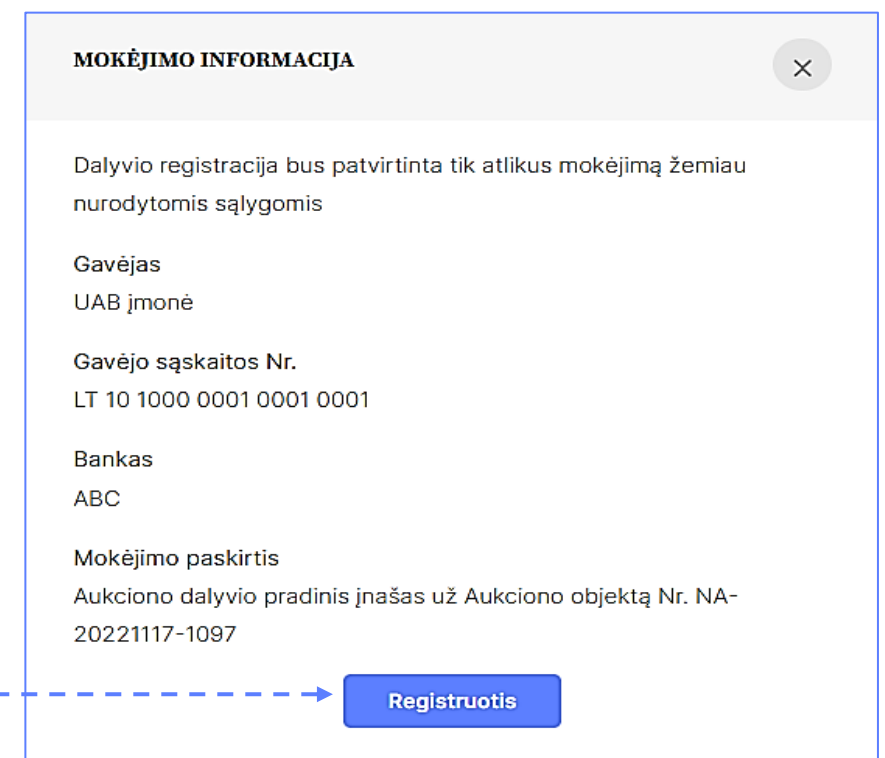 MOKĖJIMO INFORMACIJA
Dalyvio registracija bus patvirtinta tik atlikus mokėjimą žemiau
nurodytomis sąlygomis
Gavėjas
UAB įmonė
Gavėjo sąskaitos Nr.
LT 10 1000 0001 0001 0001
Bankas
ABC
Mokėjimo paskirtis
Aukciono dalyvio pradinis įnašas už Aukciono objektą Nr. NA-
20221117-1097
Registruotis